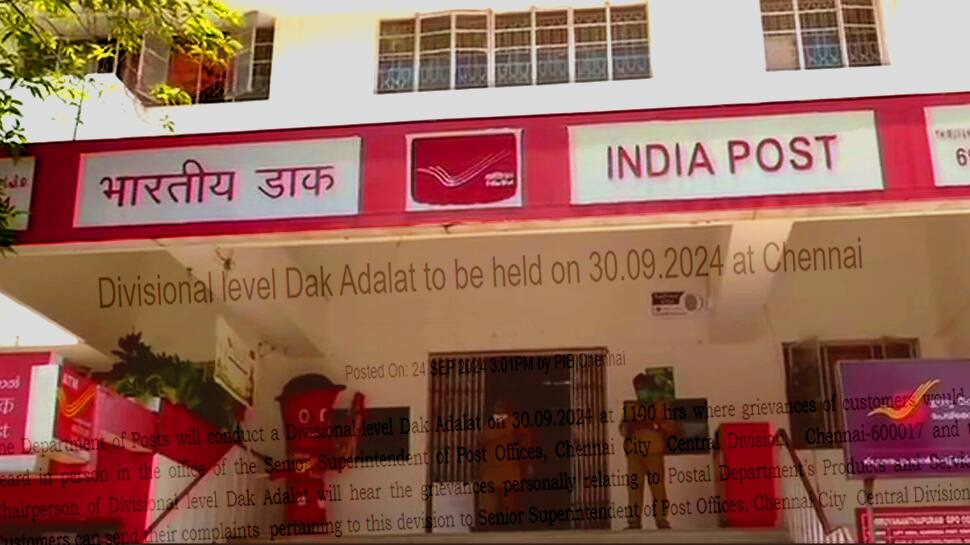 भारतीय डाक
INDIA POST
Divisional level Dak Adalat to be held on 30.09.2024 at Chennai
Posted On: 24 SEP 2024 3:01PM by PIB Chennai
ATM
Department of Posts will conduct a Divisional level Dak Adalat on 30.09.2024 at 1100 hrs where grievances of customers would
in person in the office of the Senior Superintendent of Post Offices, Chennai City Central Division, Chennai-600017 and
Chairperson of Divisional level Dak Adalat will hear the grievances personally relating to Postal Department's Products and
Customers can send their complaints pertaining to this devision to Senior Superintendent of Post Offices, Chennai City Central Division